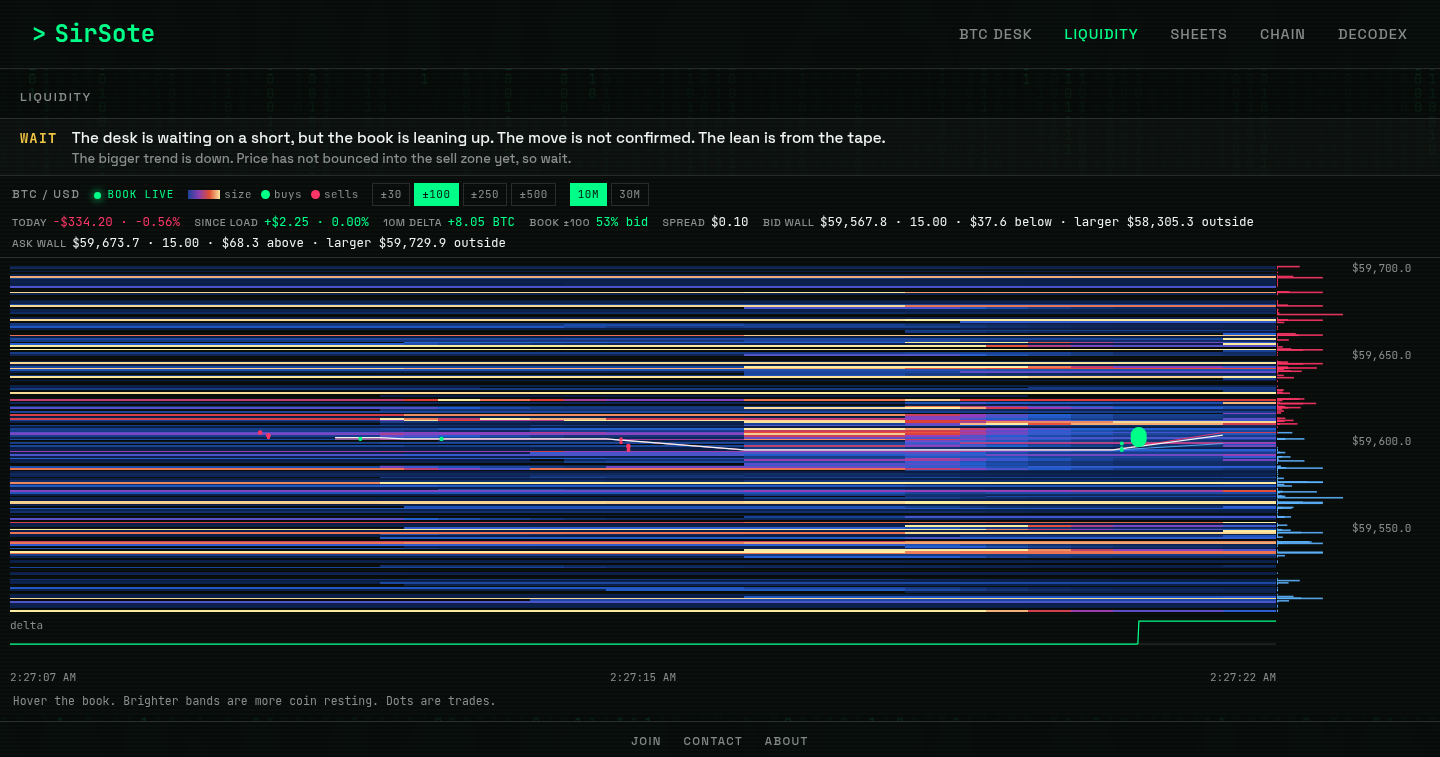 > SirSote
BTC DESK LIQUIDITY SHEETS CHAIN DECODEX
LIQUIDITY
WAIT The desk is waiting on a short, but the book is leaning up. The move is not confirmed. The lean is from the tape.
The bigger trend is down. Price has not bounced into the sell zone yet, so wait.
BTC / USD BOOK LIVE size buys sells ±30 ±100 ±250 ±500 10M 30M
TODAY -$334.20 · -0.56% SINCE LOAD +$2.25 · 0.00% 10M DELTA +8.05 BTC BOOK ±100 53% bid SPREAD $0.10 BID WALL $59,567.8 · 15.00 · $37.6 below · larger $58,305.3 outside
ASK WALL $59,673.7 · 15.00 · $68.3 above · larger $59,729.9 outside
$59,700.0
$59,650.0
$59,600.0
$59,550.0
delta
2:27:07 AM 2:27:15 AM 2:27:22 AM
Hover the book. Brighter bands are more coin resting. Dots are trades.
JOIN CONTACT ABOUT